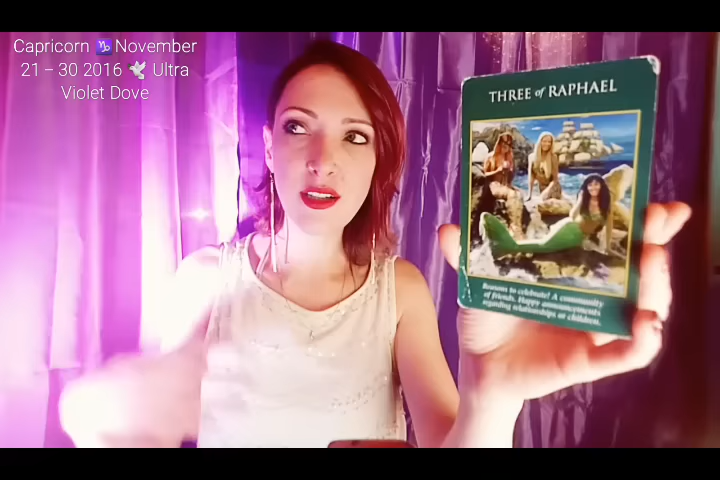 Capricorn ♑ November
21 – 30 2016 🕊 Ultra
Violet Dove
THREE of RAPHAEL
Reasons to celebrate! A community
of friends. Happy announcements
regarding relationships or children.